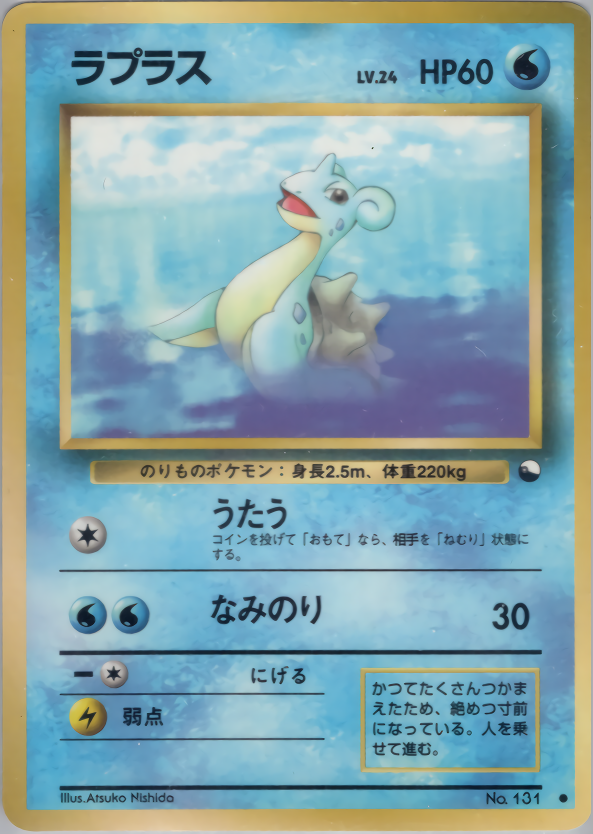 ラプラス LV.24 HP60
のりものポケモン：身長2.5m、体重220kg
うたう
コインを投げて「おもて」なら、相手を「ねむり」状態に
する。
なみのり 30
にげる
弱点
かつてたくさんつかま
えたため、絶めつ寸前
になっている。人を乗
せて進む。
Illus.Atsuko Nishida No. 131